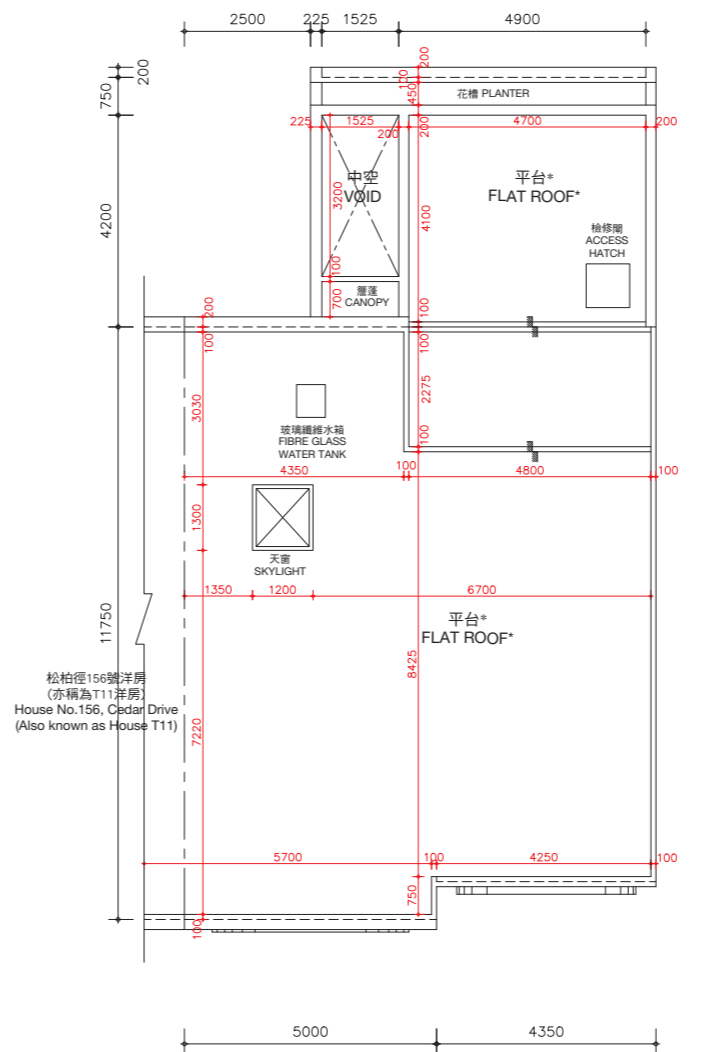 2500
225
1525
4900
200
750
200
100
450
花槽 PLANTER
225
1525
200
200
4700
200
中空
VOID
平台*
FLAT ROOF*
3200
4100
4200
檢修閘
ACCESS
HATCH
100
簷蓬
CANOPY
700
200
100
100
100
3030
2275
玻璃纖維水箱
FIBRE GLASS
WATER TANK
100
4350
100
4800
100
1300
天窗
SKYLIGHT
1350
1200
6700
平台*
FLAT ROOF*
11750
8425
松柏徑156號洋房
（亦稱為T11洋房）
House No.156, Cedar Drive
(Also known as House T11)
7220
5700
100
4250
100
750
100
5000
4350